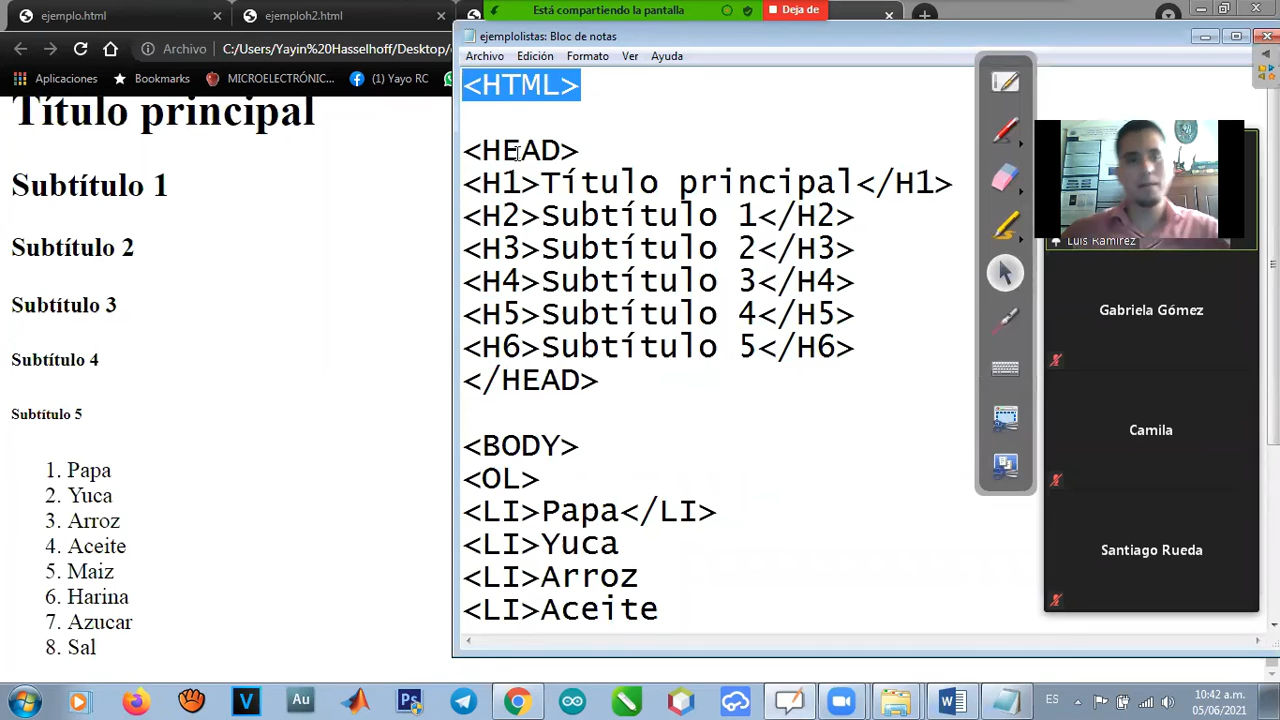 ejemplo.html
ejemploh2.html
Está compartiendo la pantalla
Deja de
Archivo
C:/Users/Yayin%20Hasselhoff/Desktop/
Aplicaciones
MICROELECTRÓNIC...
(1) Yayo RC
Título principal
Subtítulo 1
Subtítulo 2
Subtítulo 3
Subtítulo 4
Subtítulo 5
1. Papa
2. Yuca
3. Arroz
4. Aceite
5. Maiz
6. Harina
7. Azucar
8. Sal
ejemplolistas: Bloc de notas
Archivo Edición Formato Ver Ayuda
<HTML>
<HEAD>
<H1>Título principal</H1>
<H2>Subtítulo 1</H2>
<H3>Subtítulo 2</H3>
<H4>Subtítulo 3</H4>
<H5>Subtítulo 4</H5>
<H6>Subtítulo 5</H6>
</HEAD>
<BODY>
<OL>
<LI>Papa</LI>
<LI>Yuca
<LI>Arroz
<LI>Aceite
Luis Ramírez
Gabriela Gómez
Camila
Santiago Rueda
Au
ES
10:42 a.m.
05/06/2021